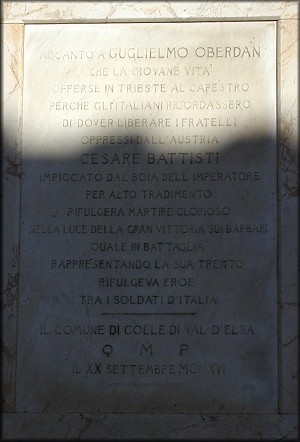 ACCANTO A GUGLIELMO OBERDAN
CHE LA GIOVANE VITA'
OFFERSE IN TRIESTE AL CAPESTRO
PERCHE GL'ITALIANI RICORDASSERO
DI DOVER LIBERARE I FRATELLI
OPPRESSI DALL'AUSTRIA
CESARE BATTISTI
IMPICCATO DAL BOIA DELL'IMPERATORE
PER ALTO TRADIMENTO
RIFULGERA MARTIRE GLORIOSO
NELLA LUCE DELLA GRAN VITTORIA SUI BARBARI
QUALE IN BATTAGLIA
RAPPRESENTANDO LA SUA TRENTO
RIFULGEVA EROE
TRA I SOLDATI D'ITALIA
IL COMUNE DI COLLE DI VAL D'ELSA
Q M P
IL XX SETTEMBRE MCMXVI